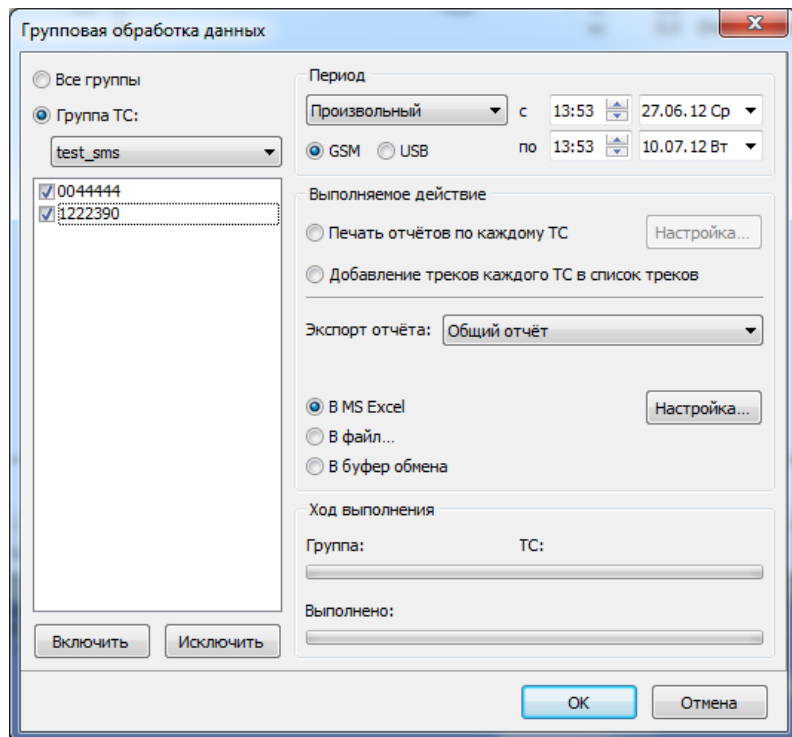 Групповая обработка данных
Все группы
Группа ТС:
test_sms
0044444
1222390
Включить
Исключить
Период
Произвольный
с
13:53
27.06.12 Ср
GSM
USB
по
13:53
10.07.12 Вт
Выполняемое действие
Печать отчётов по каждому ТС
Настройка...
Добавление треков каждого ТС в список треков
Экспорт отчёта:
Общий отчёт
В MS Excel
Настройка...
В файл...
В буфер обмена
Ход выполнения
Группа:
ТС:
Выполнено:
OK
Отмена